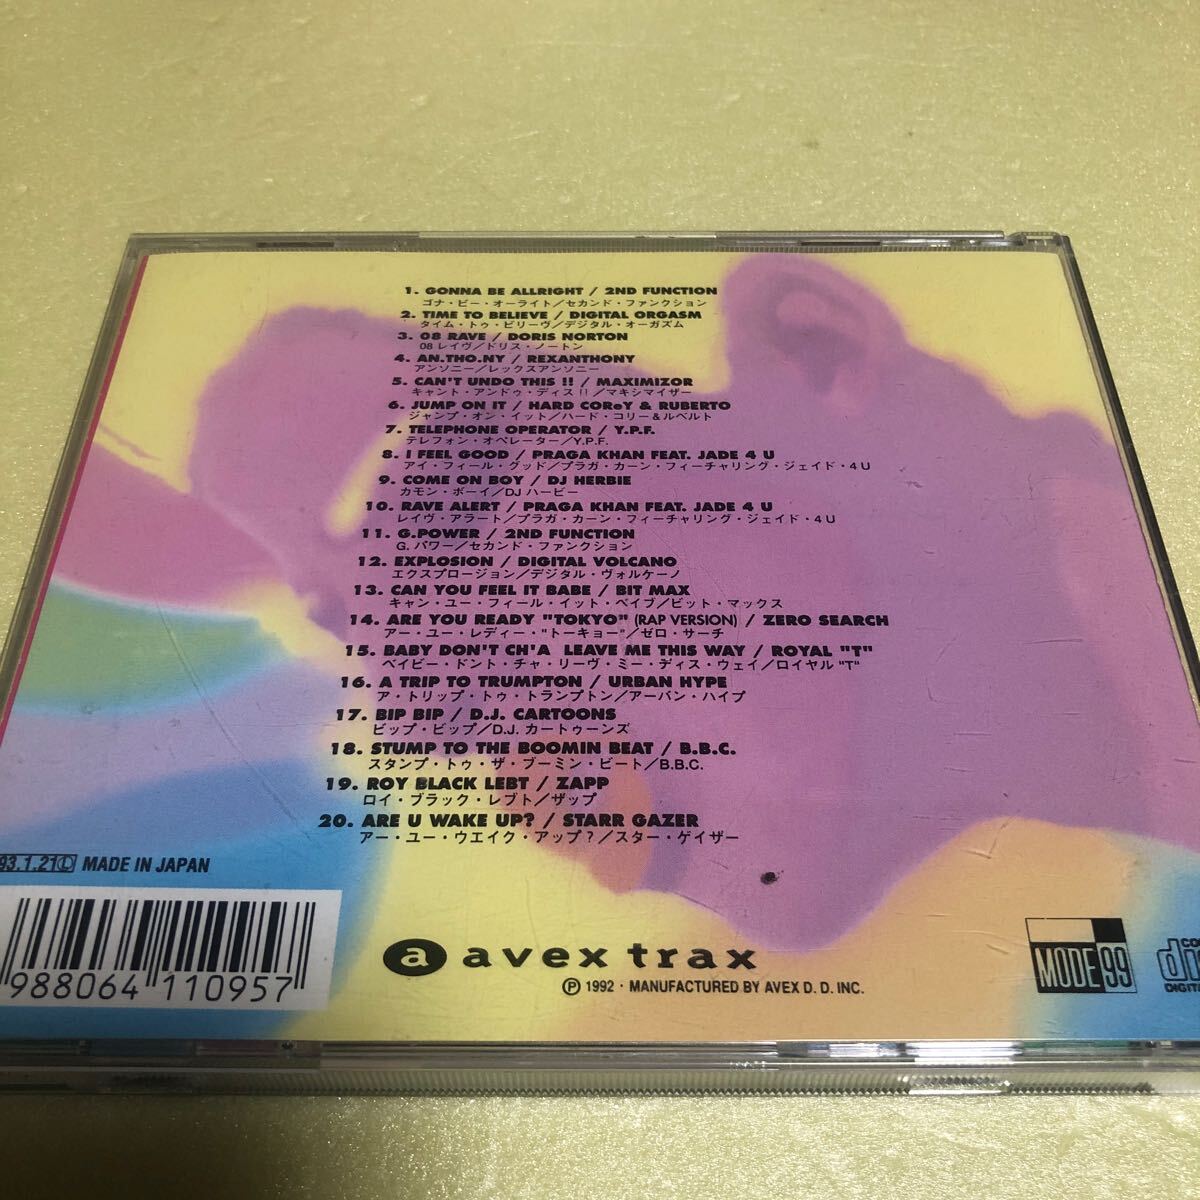 1. GONNA BE ALLRIGHT / 2ND FUNCTION
ゴナ・ビー・オーライト／セカンド・ファンクション
2. TIME TO BELIEVE / DIGITAL ORGASM
タイム・トゥ・ビリーヴ／デジタル・オーガズム
3. 08 RAVE / DORIS NORTON
08 レイヴ／ドリス・ノートン
4. AN.THO.NY / REXANTHONY
アンソニー／レックスアンソニー
5. CAN'T UNDO THIS !! / MAXIMIZOR
キャント・アンドゥ・ディス!!／マキシマイザー
6. JUMP ON IT / HARD COReY & RUBERTO
ジャンプ・オン・イット／ハード・コリー＆ルベルト
7. TELEPHONE OPERATOR / Y.P.F.
テレフォン・オペレーター／Y.P.F.
8. I FEEL GOOD / PRAGA KHAN FEAT. JADE 4 U
アイ・フィール・グッド／プラガ・カーン・フィーチャリング・ジェイド・4 U
9. COME ON BOY / DJ HERBIE
カモン・ボーイ／DJ ハービー
10. RAVE ALERT / PRAGA KHAN FEAT. JADE 4 U
レイヴ・アラート／プラガ・カーン・フィーチャリング・ジェイド・4 U
11. G.POWER / 2ND FUNCTION
G. パワー／セカンド・ファンクション
12. EXPLOSION / DIGITAL VOLCANO
エクスプロージョン／デジタル・ヴォルケーノ
13. CAN YOU FEEL IT BABE / BIT MAX
キャン・ユー・フィール・イット・ベイブ／ビット・マックス
14. ARE YOU READY "TOKYO" (RAP VERSION) / ZERO SEARCH
アー・ユー・レディー・"トーキョー"／ゼロ・サーチ
15. BABY DON'T CH'A LEAVE ME THIS WAY / ROYAL "T"
ベイビー・ドント・チャ・リーヴ・ミー・ディス・ウェイ／ロイヤル "T"
16. A TRIP TO TRUMPTON / URBAN HYPE
ア・トリップ・トゥ・トランプトン／アーバン・ハイプ
17. BIP BIP / D.J. CARTOONS
ビップ・ビップ／D.J. カートゥーンズ
18. STUMP TO THE BOOMIN BEAT / B.B.C.
スタンプ・トゥ・ザ・ブーミン・ビート／B.B.C.
19. ROY BLACK LEBT / ZAPP
ロイ・ブラック・レブト／ザップ
20. ARE U WAKE UP? / STARR GAZER
アー・ユー・ウエイク・アップ？／スター・ゲイザー
93.1.21Ⓛ MADE IN JAPAN
988064 110957
a avex trax
Ⓟ 1992・MANUFACTURED BY AVEX D. D. INC.
MODE 99
DIGITA